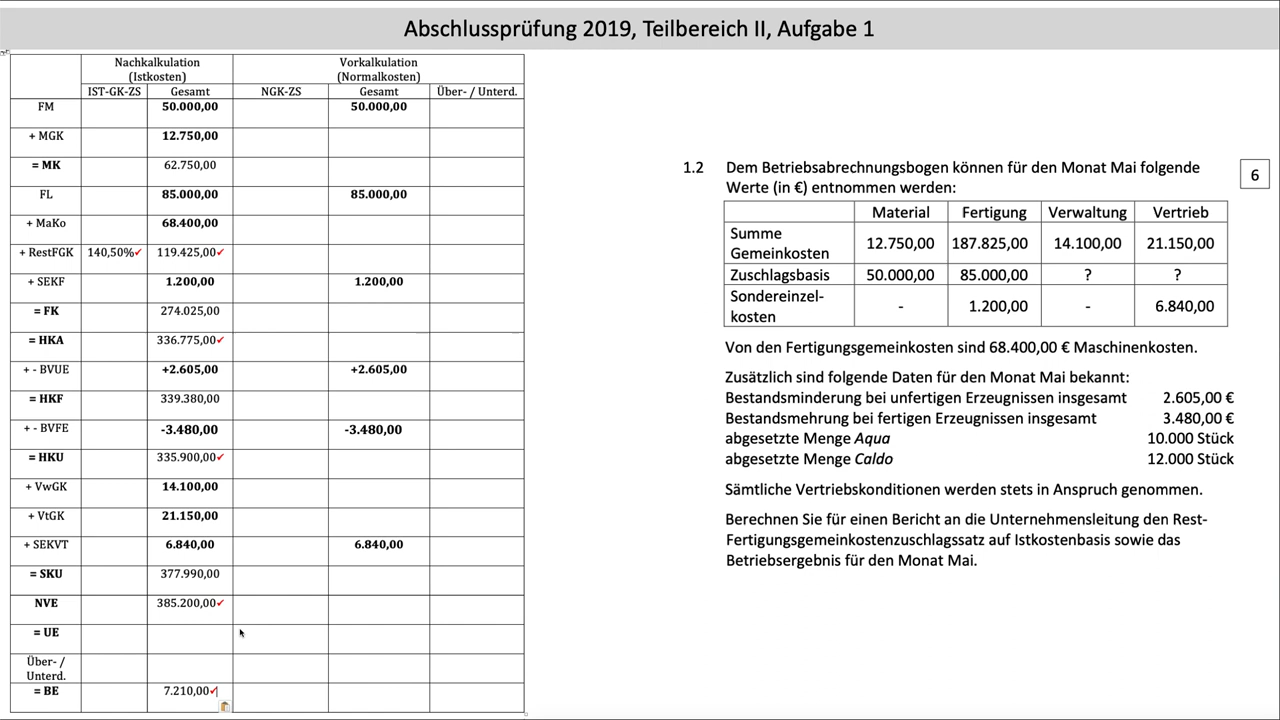 Abschlussprüfung 2019, Teilbereich II, Aufgabe 1
Nachkalkulation Vorkalkulation
(Istkosten) (Normalkosten)
IST-GK-ZS Gesamt NGK-ZS Gesamt Über- / Unterd.
FM 50.000,00 50.000,00
+ MGK 12.750,00
= MK 62.750,00
FL 85.000,00 85.000,00
+ MaKo 68.400,00
+ RestFGK 140,50%✓ 119.425,00✓
+ SEKF 1.200,00 1.200,00
= FK 274.025,00
= HKA 336.775,00✓
+ - BVUE +2.605,00 +2.605,00
= HKF 339.380,00
+ - BVFE -3.480,00 -3.480,00
= HKU 335.900,00✓
+ VwGK 14.100,00
+ VtGK 21.150,00
+ SEKVT 6.840,00 6.840,00
= SKU 377.990,00
NVE 385.200,00✓
= UE
Über- /
Unterd.
= BE 7.210,00✓
1.2 Dem Betriebsabrechnungsbogen können für den Monat Mai folgende
Werte (in €) entnommen werden:
6
Material Fertigung Verwaltung Vertrieb
Summe
Gemeinkosten 12.750,00 187.825,00 14.100,00 21.150,00
Zuschlagsbasis 50.000,00 85.000,00 ? ?
Sondereinzel-
kosten - 1.200,00 - 6.840,00
Von den Fertigungsgemeinkosten sind 68.400,00 € Maschinenkosten.
Zusätzlich sind folgende Daten für den Monat Mai bekannt:
Bestandsminderung bei unfertigen Erzeugnissen insgesamt 2.605,00 €
Bestandsmehrung bei fertigen Erzeugnissen insgesamt 3.480,00 €
abgesetzte Menge Aqua 10.000 Stück
abgesetzte Menge Caldo 12.000 Stück
Sämtliche Vertriebskonditionen werden stets in Anspruch genommen.
Berechnen Sie für einen Bericht an die Unternehmensleitung den Rest-
Fertigungsgemeinkostenzuschlagssatz auf Istkostenbasis sowie das
Betriebsergebnis für den Monat Mai.